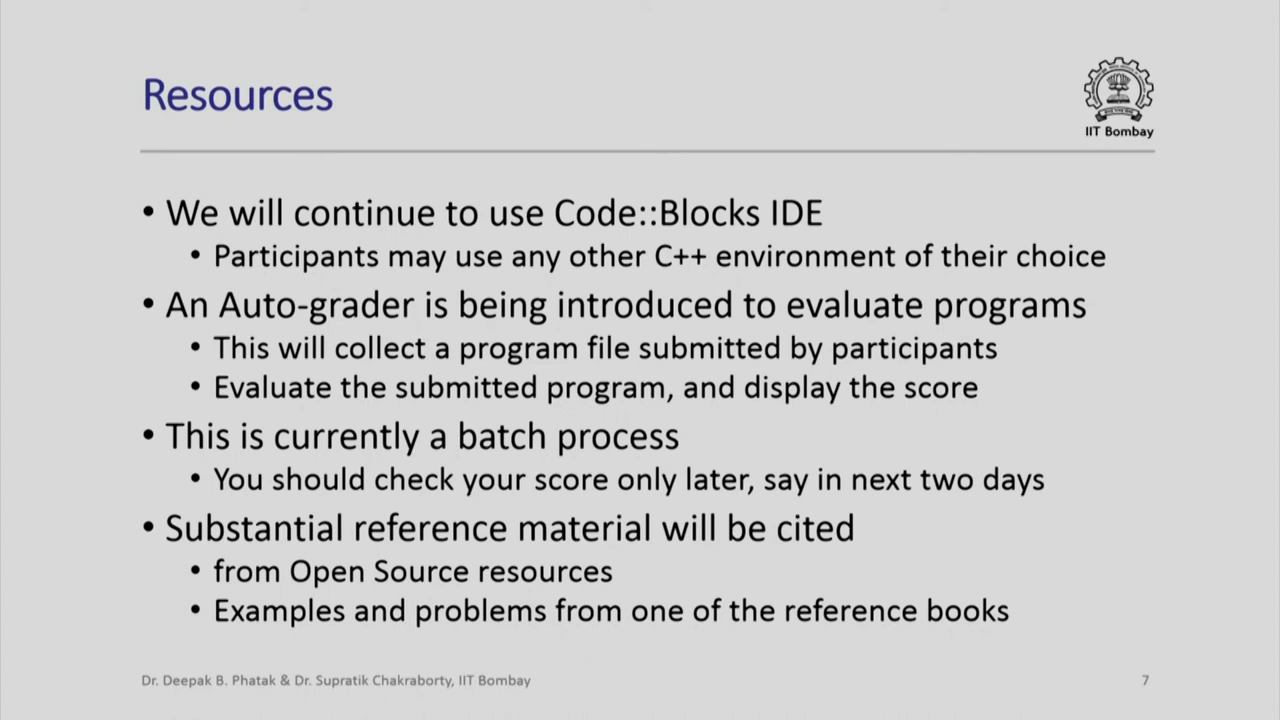 Resources
IIT Bombay
• We will continue to use Code::Blocks IDE
• Participants may use any other C++ environment of their choice
• An Auto-grader is being introduced to evaluate programs
• This will collect a program file submitted by participants
• Evaluate the submitted program, and display the score
• This is currently a batch process
• You should check your score only later, say in next two days
• Substantial reference material will be cited
• from Open Source resources
• Examples and problems from one of the reference books
Dr. Deepak B. Phatak & Dr. Supratik Chakraborty, IIT Bombay
7